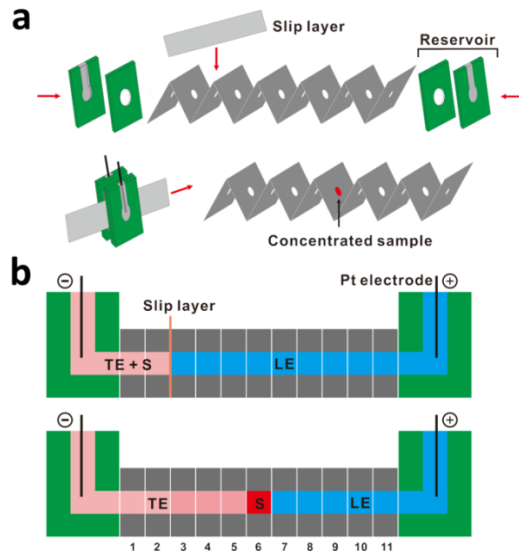 a
Slip layer
Reservoir
Concentrated sample
b
⊖ Pt electrode ⊕
Slip layer
TE + S LE
⊖ ⊕
TE S LE
1 2 3 4 5 6 7 8 9 10 11